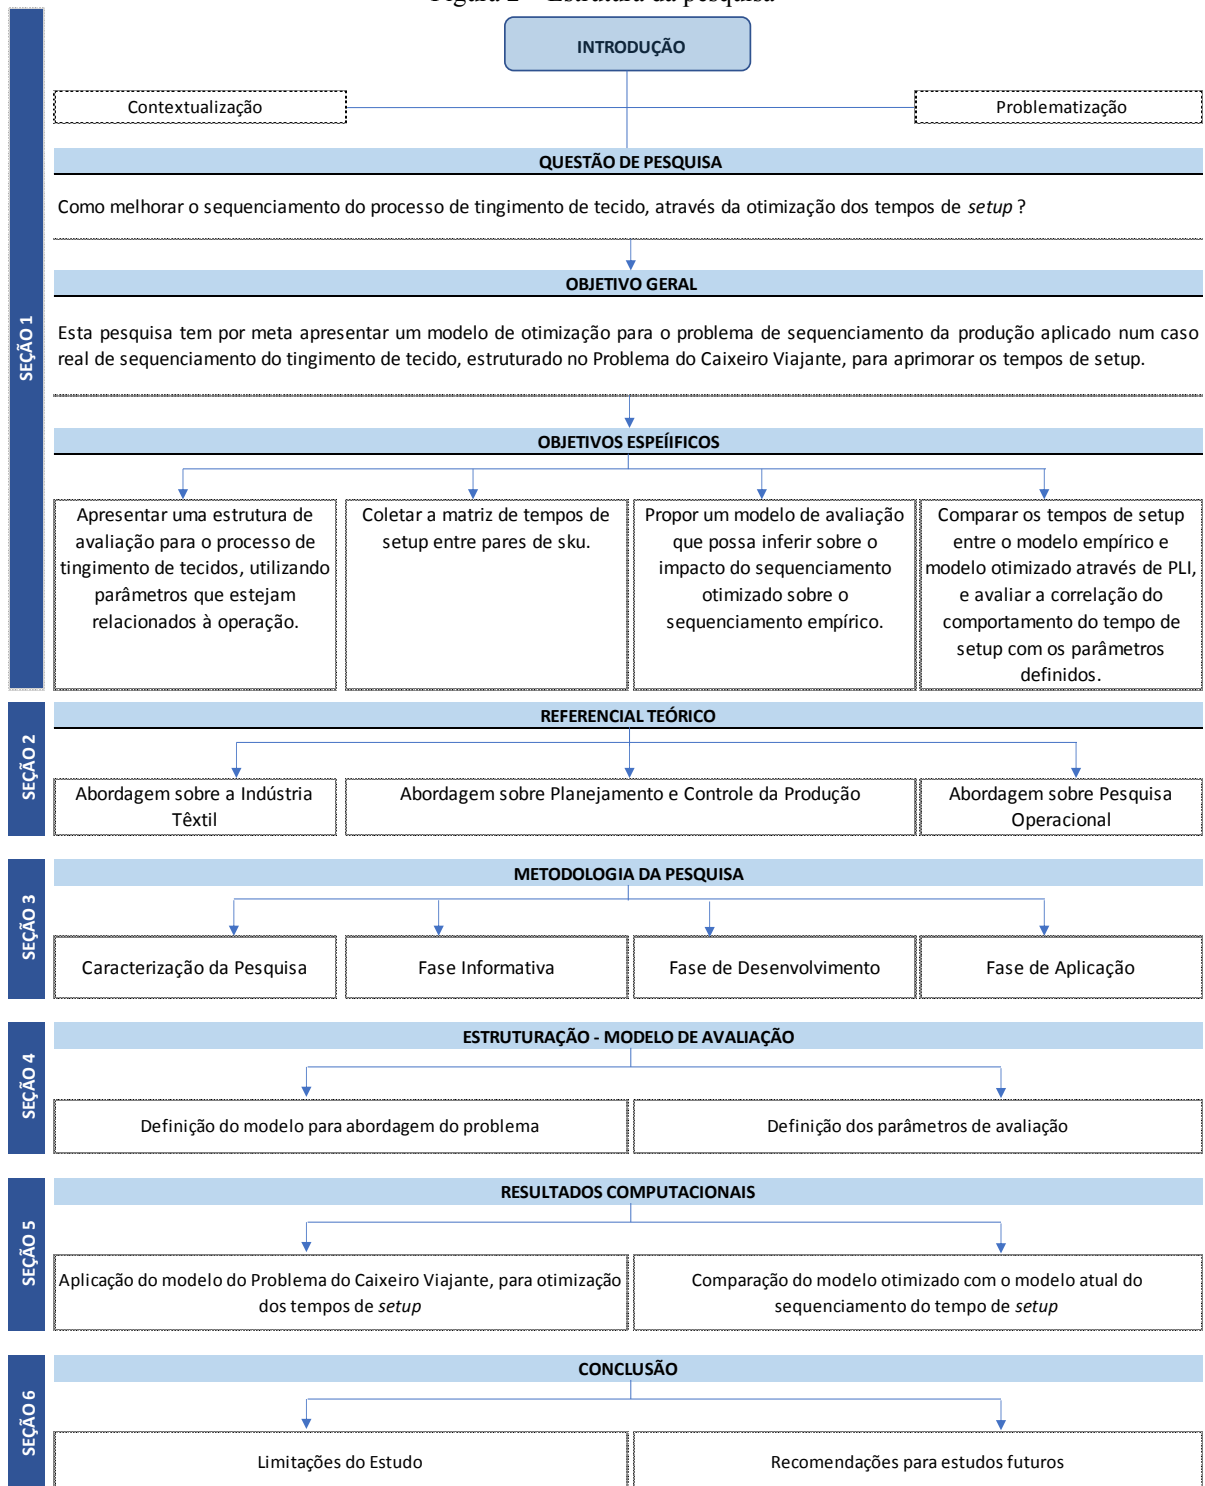 Figura 2 – Estrutura da pesquisa
INTRODUÇÃO
Contextualização
Problematização
SEÇÃO 1
QUESTÃO DE PESQUISA
Como melhorar o sequenciamento do processo de tingimento de tecido, através da otimização dos tempos de setup ?
OBJETIVO GERAL
Esta pesquisa tem por meta apresentar um modelo de otimização para o problema de sequenciamento da produção aplicado num caso
real de sequenciamento do tingimento de tecido, estruturado no Problema do Caixeiro Viajante, para aprimorar os tempos de setup.
OBJETIVOS ESPEÍIFICOS
Apresentar uma estrutura de
avaliação para o processo de
tingimento de tecidos, utilizando
parâmetros que estejam
relacionados à operação.
Coletar a matriz de tempos de
setup entre pares de sku.
Propor um modelo de avaliação
que possa inferir sobre o
impacto do sequenciamento
otimizado sobre o
sequenciamento empírico.
Comparar os tempos de setup
entre o modelo empírico e
modelo otimizado através de PLI,
e avaliar a correlação do
comportamento do tempo de
setup com os parâmetros
definidos.
SEÇÃO 2
REFERENCIAL TEÓRICO
Abordagem sobre a Indústria
Têxtil
Abordagem sobre Planejamento e Controle da Produção
Abordagem sobre Pesquisa
Operacional
SEÇÃO 3
METODOLOGIA DA PESQUISA
Caracterização da Pesquisa
Fase Informativa
Fase de Desenvolvimento
Fase de Aplicação
SEÇÃO 4
ESTRUTURAÇÃO - MODELO DE AVALIAÇÃO
Definição do modelo para abordagem do problema
Definição dos parâmetros de avaliação
SEÇÃO 5
RESULTADOS COMPUTACIONAIS
Aplicação do modelo do Problema do Caixeiro Viajante, para otimização
dos tempos de setup
Comparação do modelo otimizado com o modelo atual do
sequenciamento do tempo de setup
SEÇÃO 6
CONCLUSÃO
Limitações do Estudo
Recomendações para estudos futuros